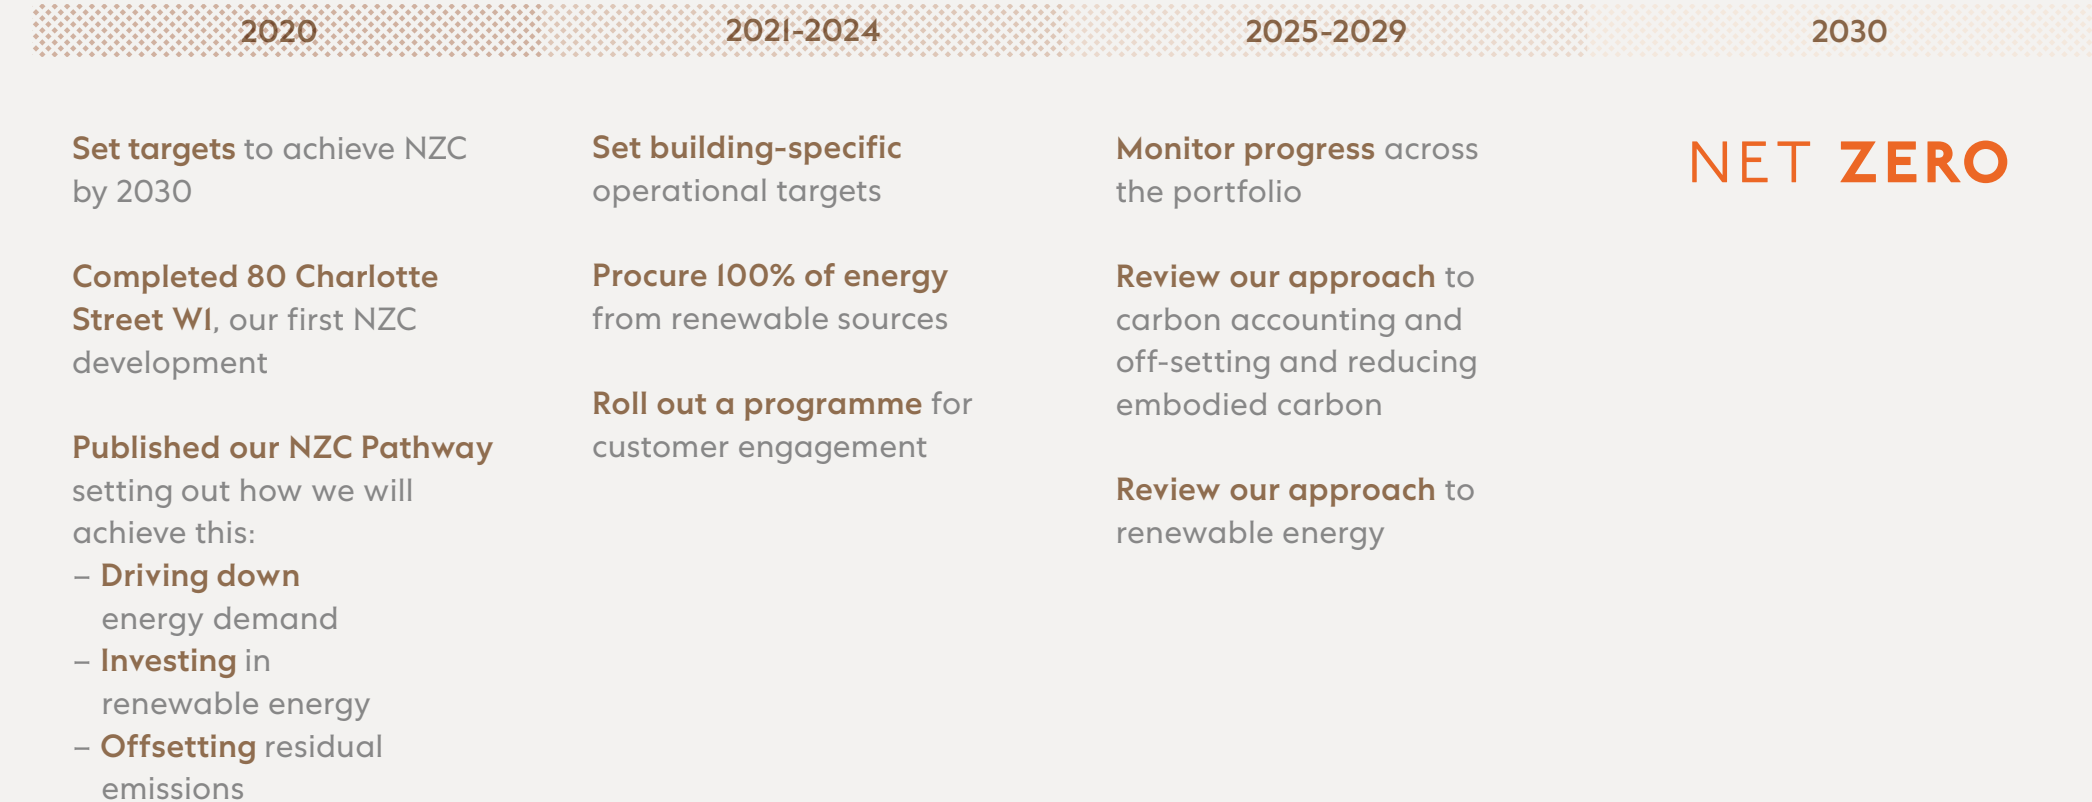 2020
2021-2024
2025-2029
2030
Set targets to achieve NZC
by 2030
Completed 80 Charlotte
Street W1, our first NZC
development
Published our NZC Pathway
setting out how we will
achieve this:
– Driving down
energy demand
– Investing in
renewable energy
– Offsetting residual
emissions
Set building-specific
operational targets
Procure 100% of energy
from renewable sources
Roll out a programme for
customer engagement
Monitor progress across
the portfolio
Review our approach to
carbon accounting and
off-setting and reducing
embodied carbon
Review our approach to
renewable energy
NET ZERO